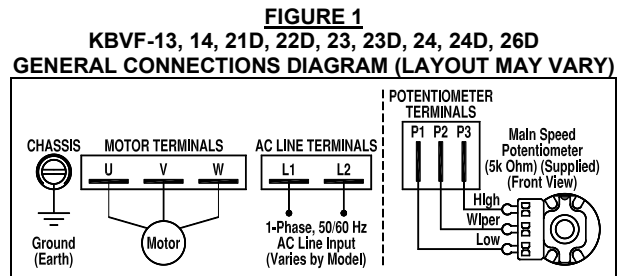 FIGURE 1
KBVF-13, 14, 21D, 22D, 23, 23D, 24, 24D, 26D
GENERAL CONNECTIONS DIAGRAM (LAYOUT MAY VARY)
CHASSIS
Ground
(Earth)
MOTOR TERMINALS
U V W
Motor
AC LINE TERMINALS
L1 L2
1-Phase, 50/60 Hz
AC Line Input
(Varies by Model)
POTENTIOMETER
TERMINALS
P1 P2 P3
Main Speed
Potentiometer
(5k Ohm) (Supplied)
(Front View)
High
Wiper
Low